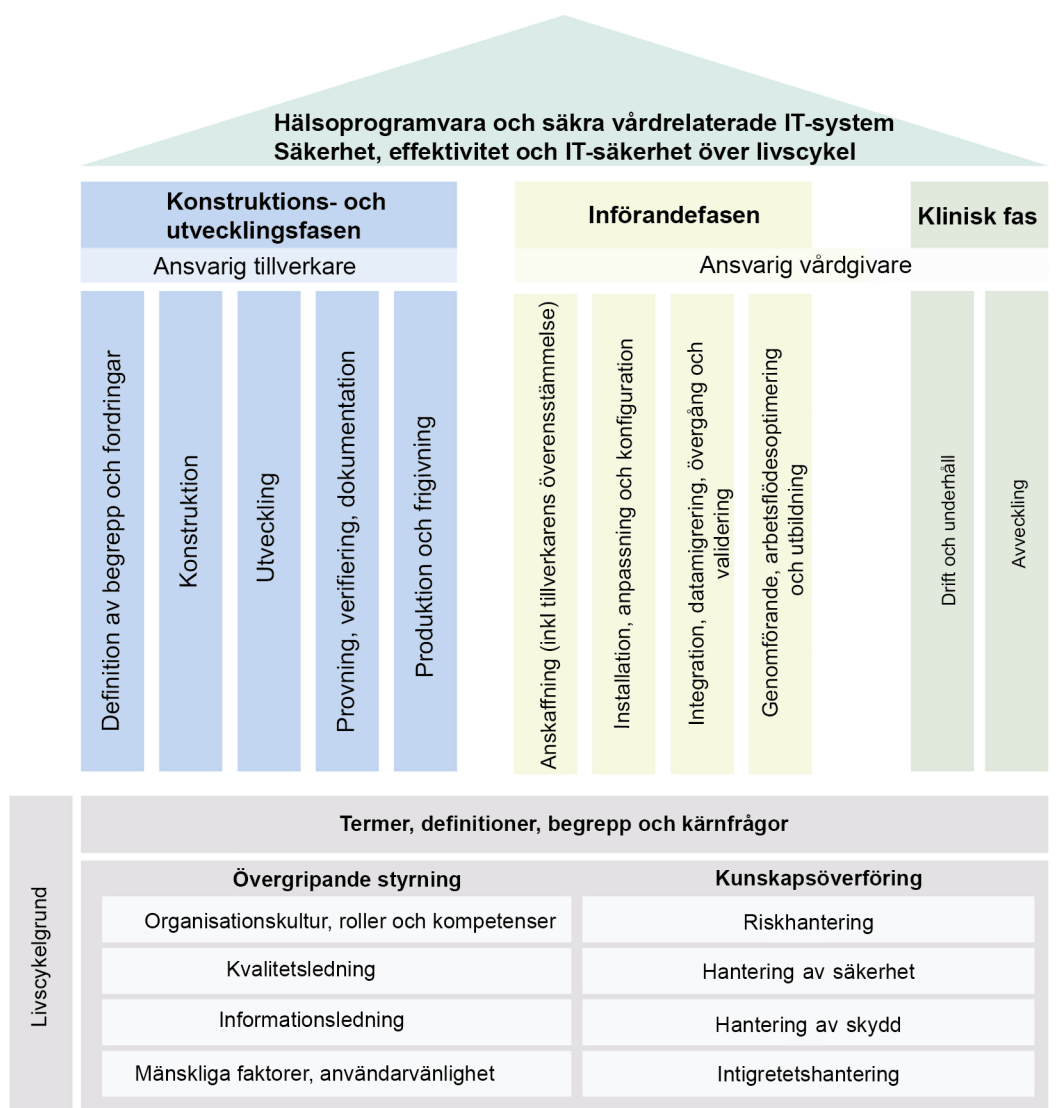 Hälsoprogramvara och säkra vårdrelaterade IT-system
Säkerhet, effektivitet och IT-säkerhet över livscykel
Konstruktions- och
utvecklingsfasen
Ansvarig tillverkare
Införandefasen
Klinisk fas
Ansvarig vårdgivare
Definition av begrepp och fordringar
Konstruktion
Utveckling
Provning, verifiering, dokumentation
Produktion och frigivning
Anskaffning (inkl tillverkarens överensstämmelse)
Installation, anpassning och konfiguration
Integration, datamigrering, övergång och
validering
Genomförande, arbetsflödesoptimering
och utbildning
Drift och underhåll
Avveckling
Livscykelgrund
Termer, definitioner, begrepp och kärnfrågor
Övergripande styrning
Organisationskultur, roller och kompetenser
Kvalitetsledning
Informationsledning
Mänskliga faktorer, användarvänlighet
Kunskapsöverföring
Riskhantering
Hantering av säkerhet
Hantering av skydd
Intigretetshantering